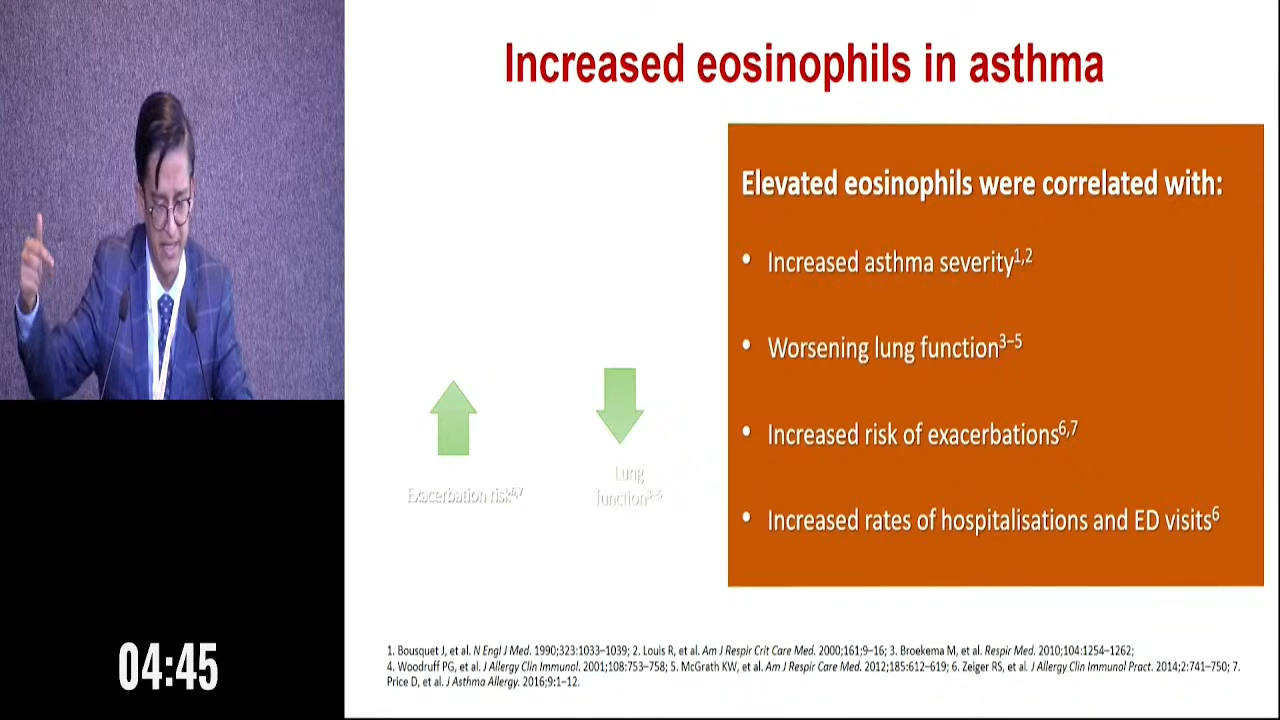 Increased eosinophils in asthma
Elevated eosinophils were correlated with:
• Increased asthma severity1,2
• Worsening lung function3–5
• Increased risk of exacerbations6,7
• Increased rates of hospitalisations and ED visits6
Exacerbation risk6,7
Lung
function3–5
1. Bousquet J, et al. N Engl J Med. 1990;323:1033–1039; 2. Louis R, et al. Am J Respir Crit Care Med. 2000;161;9–16; 3. Broekema M, et al. Respir Med. 2010;104:1254–1262;
4. Woodruff PG, et al. J Allergy Clin Immunol. 2001;108:753–758; 5. McGrath KW, et al. Am J Respir Care Med. 2012;185:612–619; 6. Zeiger RS, et al. J Allergy Clin Immunol Pract. 2014;2:741–750; 7.
Price D, et al. J Asthma Allergy. 2016;9:1–12.
04:45